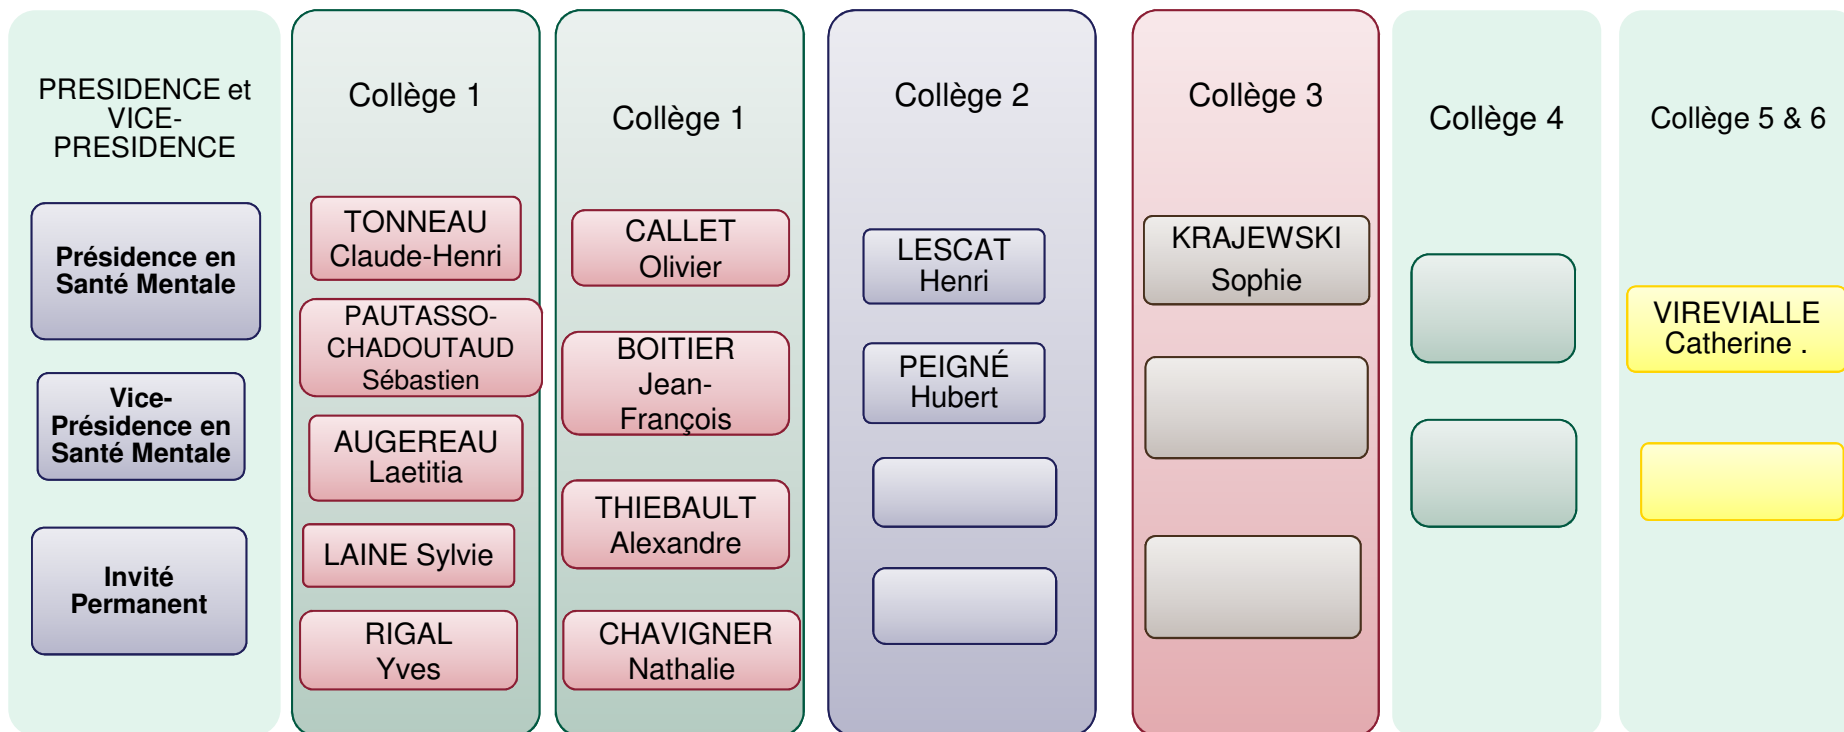 PRESIDENCE et
VICE-
PRESIDENCE
Présidence en
Santé Mentale
Vice-
Présidence en
Santé Mentale
Invité
Permanent
Collège 1
TONNEAU
Claude-Henri
PAUTASSO-
CHADOUTAUD
Sébastien
AUGEREAU
Laetitia
LAINE Sylvie
RIGAL
Yves
Collège 1
CALLET
Olivier
BOITIER
Jean-
François
THIEBAULT
Alexandre
CHAVIGNER
Nathalie
Collège 2
LESCAT
Henri
PEIGNÉ
Hubert
Collège 3
KRAJEWSKI
Sophie
Collège 4
Collège 5 & 6
VIREVIALLE
Catherine .